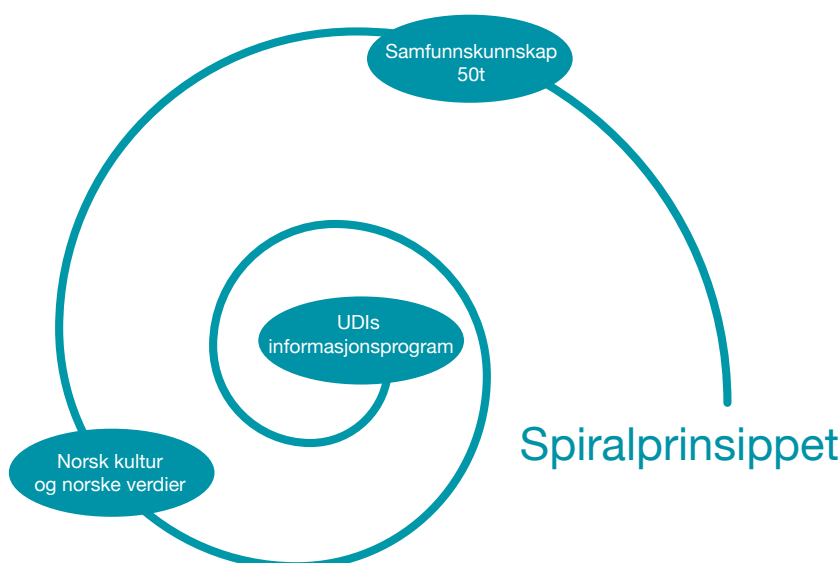 Samfunnskunnskap
50t
UDIs
informasjonsprogram
Spiralprinsippet
Norsk kultur
og norske verdier